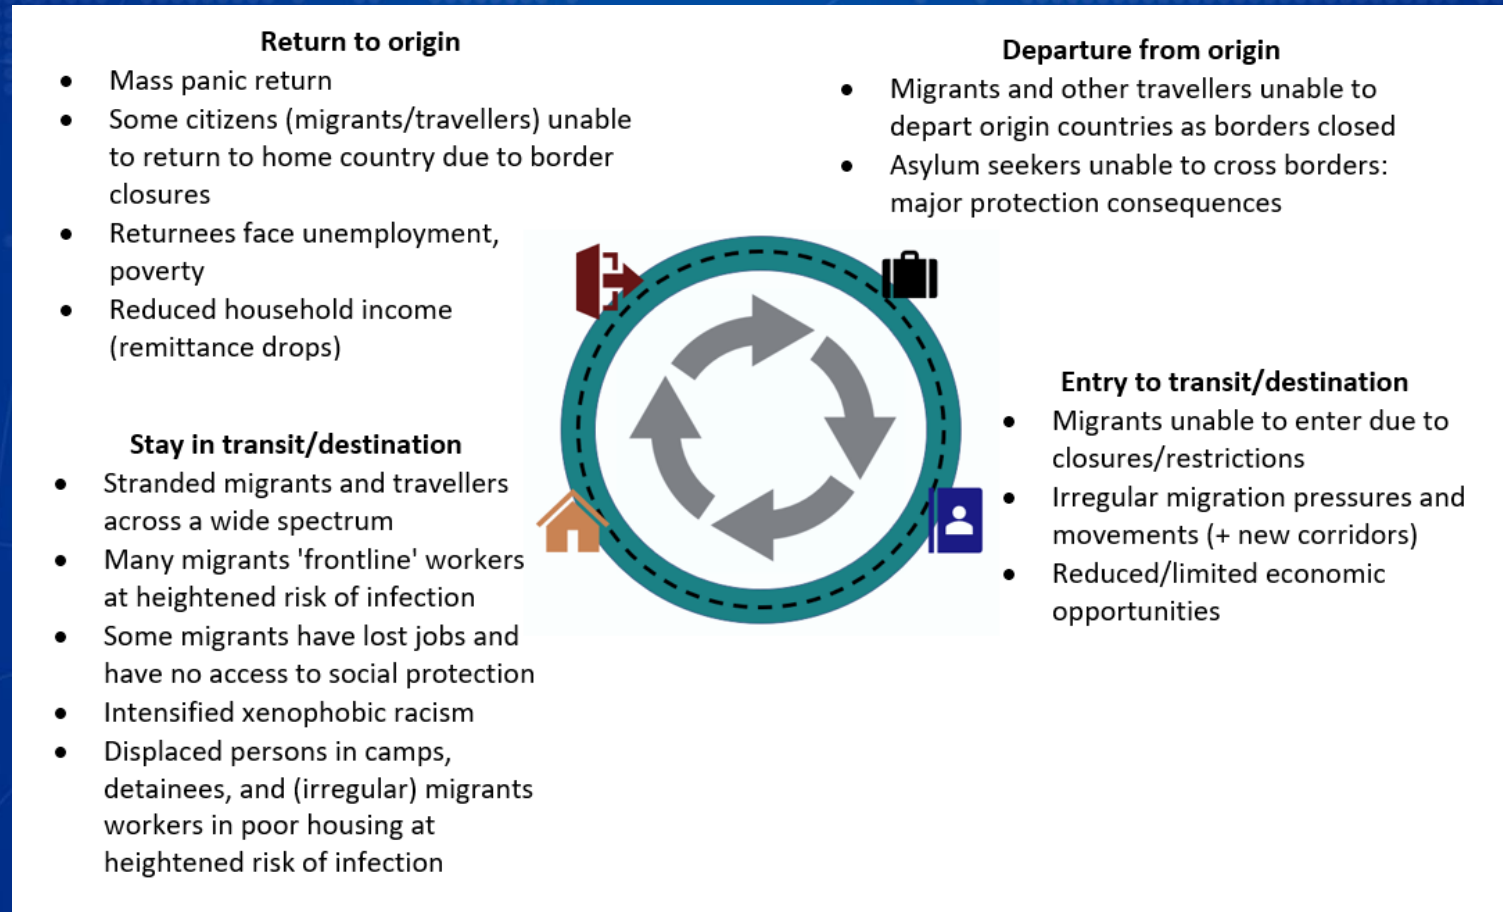 Return to origin
• Mass panic return
• Some citizens (migrants/travellers) unable
to return to home country due to border
closures
• Returnees face unemployment,
poverty
• Reduced household income
(remittance drops)
Departure from origin
• Migrants and other travellers unable to
depart origin countries as borders closed
• Asylum seekers unable to cross borders:
major protection consequences
Entry to transit/destination
• Migrants unable to enter due to
closures/restrictions
• Irregular migration pressures and
movements (+ new corridors)
• Reduced/limited economic
opportunities
Stay in transit/destination
• Stranded migrants and travellers
across a wide spectrum
• Many migrants 'frontline' workers
at heightened risk of infection
• Some migrants have lost jobs and
have no access to social protection
• Intensified xenophobic racism
• Displaced persons in camps,
detainees, and (irregular) migrants
workers in poor housing at
heightened risk of infection